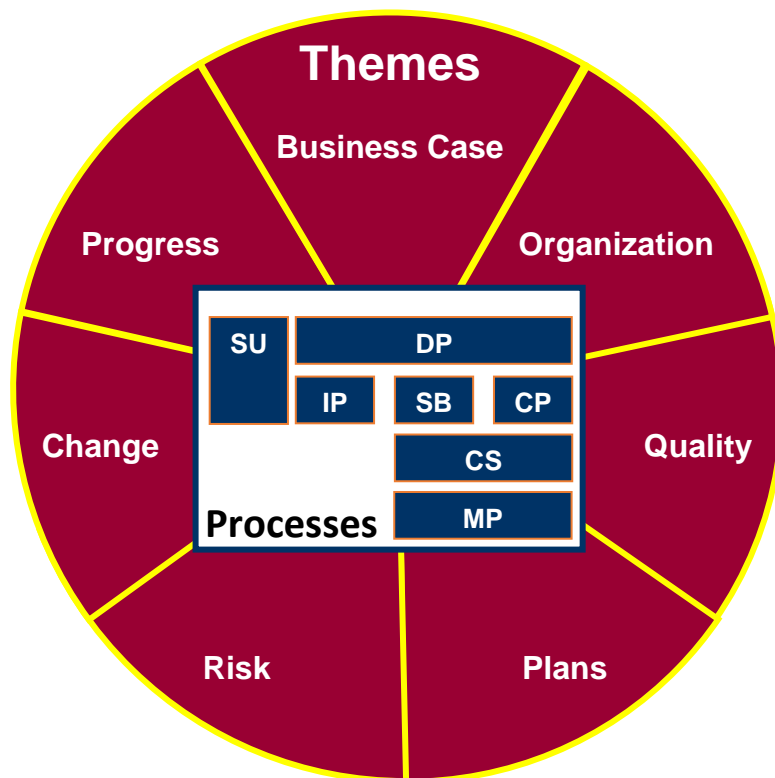 Themes
Business Case
Progress
Organization
SU
DP
IP
SB
CP
Change
Quality
CS
MP
Processes
Risk
Plans